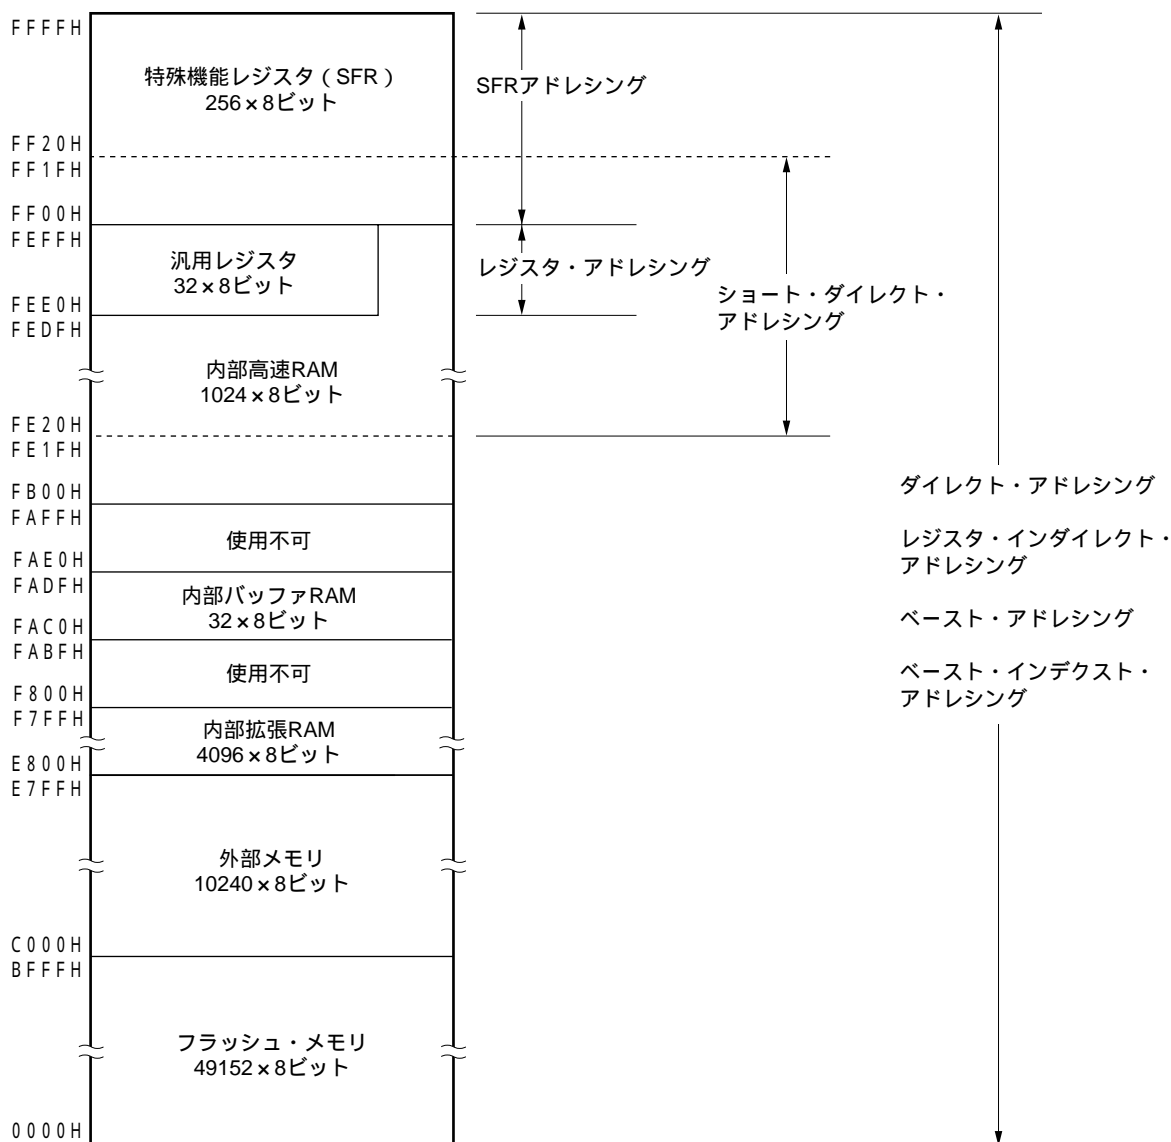 FFFFH
特殊機能レジスタ（SFR）
256×8ビット
SFRアドレシング
FF20H
FF1FH
FF00H
FEFFH
汎用レジスタ
32×8ビット
レジスタ・アドレシング
ショート・ダイレクト・
アドレシング
FEE0H
FEDFH
内部高速RAM
1024×8ビット
FE20H
FE1FH
FB00H
FAFFH
使用不可
FAE0H
FADFH
内部バッファRAM
32×8ビット
FAC0H
FABFH
使用不可
F800H
F7FFH
内部拡張RAM
4096×8ビット
E800H
E7FFH
外部メモリ
10240×8ビット
C000H
BFFFH
フラッシュ・メモリ
49152×8ビット
0000H
ダイレクト・アドレシング
レジスタ・インダイレクト・
アドレシング
ベースト・アドレシング
ベースト・インデクスト・
アドレシング